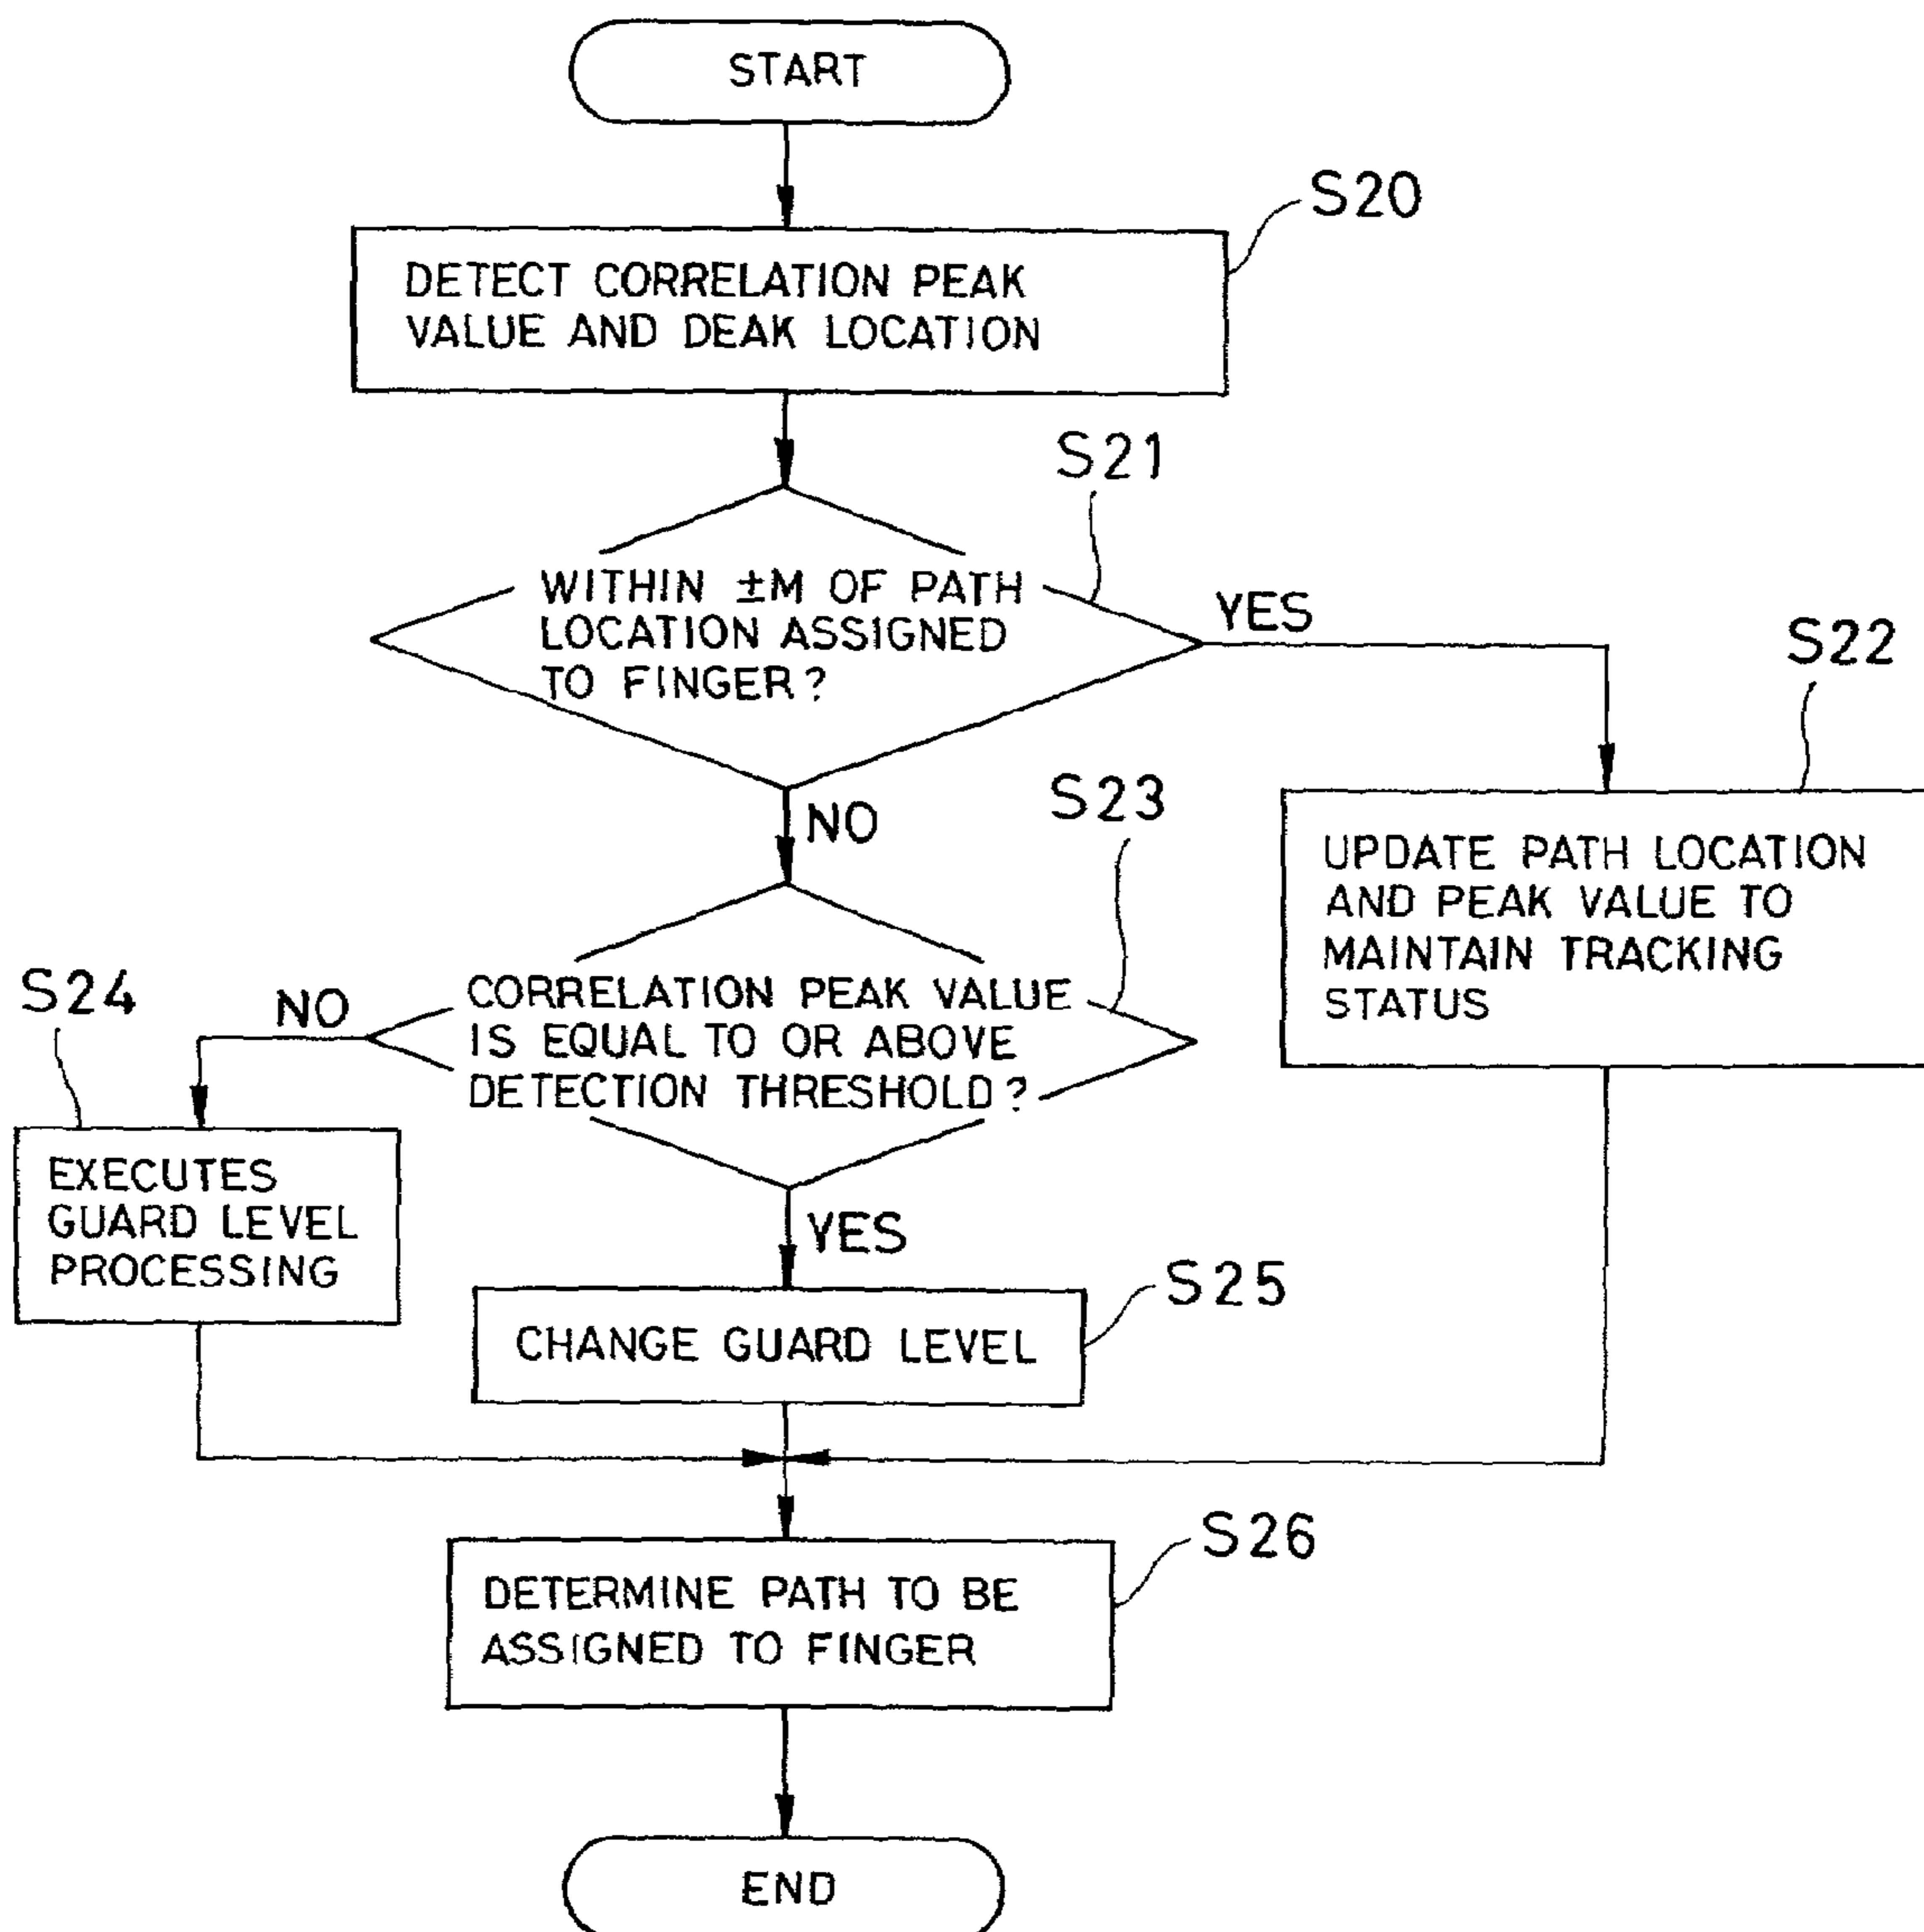 START
S20
DETECT CORRELATION PEAK
VALUE AND DEAK LOCATION
S21
WITHIN ±M OF PATH
LOCATION ASSIGNED
TO FINGER?
YES
S22
UPDATE PATH LOCATION
AND PEAK VALUE TO
MAINTAIN TRACKING
STATUS
NO
S23
CORRELATION PEAK VALUE
IS EQUAL TO OR ABOVE
DETECTION THRESHOLD?
NO
S24
EXECUTES
GUARD LEVEL
PROCESSING
YES
S25
CHANGE GUARD LEVEL
S26
DETERMINE PATH TO BE
ASSIGNED TO FINGER
END